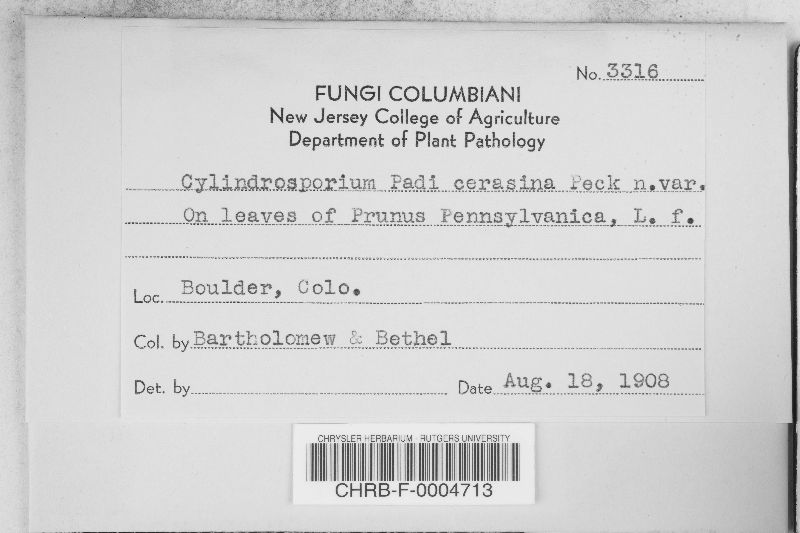 No. 3316
FUNGI COLUMBIANI
New Jersey College of Agriculture
Department of Plant Pathology
Cylindrosporium Padi cerasina Peck n.var.
On leaves of Prunus Pennsylvanica, L. f.
Loc. Boulder, Colo.
Col. by Bartholomew & Bethel
Det. by Date Aug. 18, 1908
CHRYSLER HERBARIUM - RUTGERS UNIVERSITY
CHRB-F-0004713